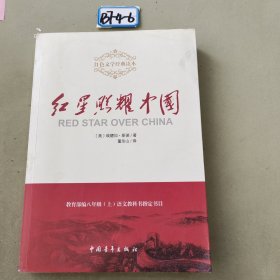 B74-6
红色文学经典读本
红星照耀中国
RED STAR OVER CHINA
（美）埃德加·斯诺 / 著
董乐山 / 译
教育部编八年级（上）语文教科书指定书目
中国青年出版社